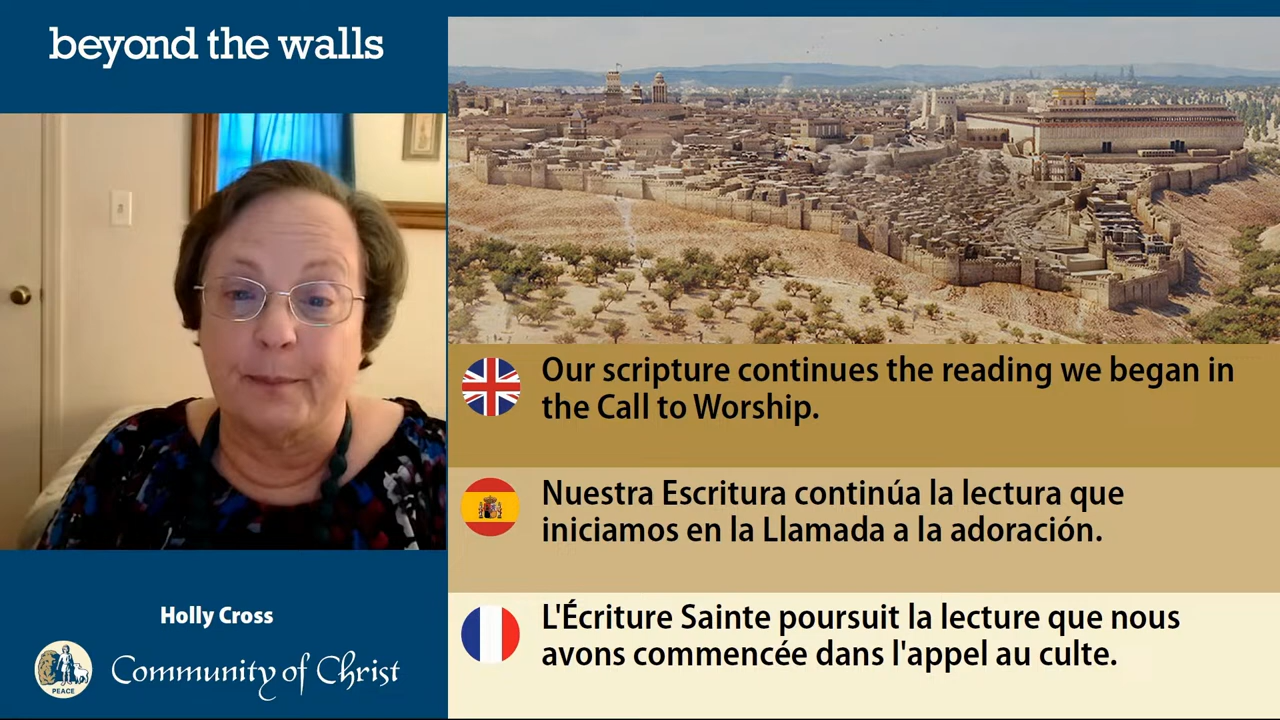 beyond the walls
Our scripture continues the reading we began in
the Call to Worship.
Nuestra Escritura continúa la lectura que
iniciamos en la Llamada a la adoración.
L'Écriture Sainte poursuit la lecture que nous
avons commencée dans l'appel au culte.
Holly Cross
Community of Christ
PEACE